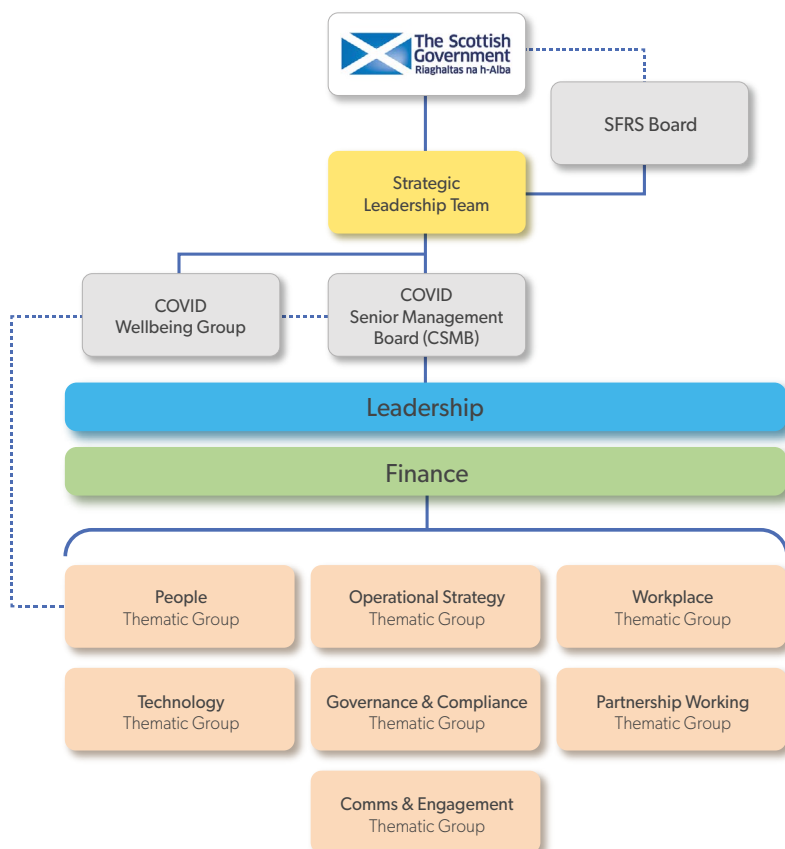 The Scottish
Government
Riaghaltas na h-Alba
SFRS Board
Strategic
Leadership Team
COVID
Wellbeing Group
COVID
Senior Management
Board (CSMB)
Leadership
Finance
People
Thematic Group
Operational Strategy
Thematic Group
Workplace
Thematic Group
Technology
Thematic Group
Governance & Compliance
Thematic Group
Partnership Working
Thematic Group
Comms & Engagement
Thematic Group